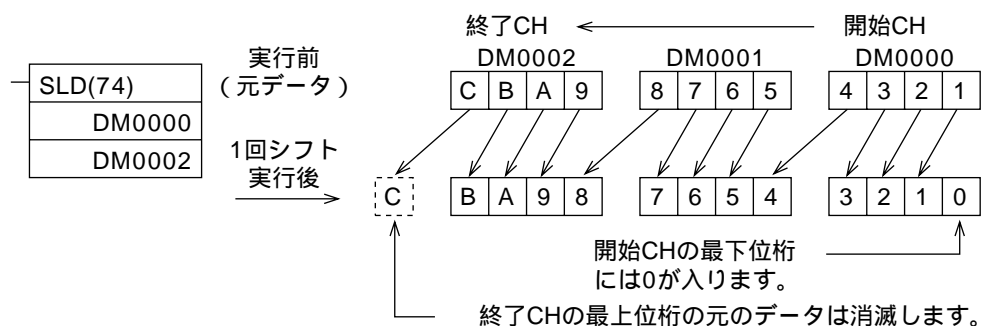 終了CH 開始CH
SLD(74)
DM0000
DM0002
実行前
(元データ)
DM0002 DM0001 DM0000
C B A 9 8 7 6 5 4 3 2 1
1回シフト
実行後
C B A 9 8 7 6 5 4 3 2 1 0
開始CHの最下位桁
には0が入ります。
終了CHの最上位桁の元のデータは消滅します。